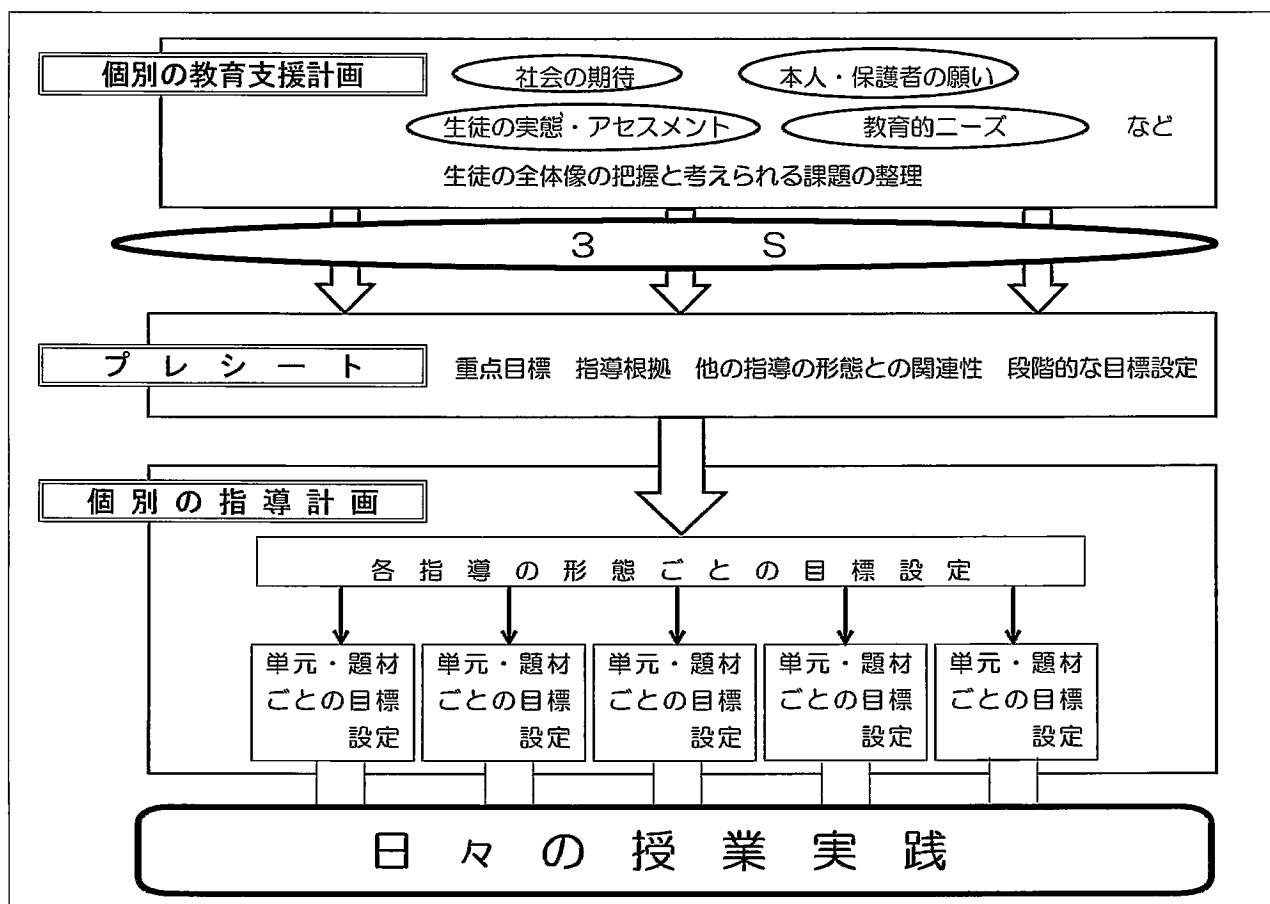 個別の教育支援計画
社会の期待
本人・保護者の願い
生徒の実態・アセスメント
教育的ニーズ
など
生徒の全体像の把握と考えられる課題の整理
3 S
プレシート
重点目標 指導根拠 他の指導の形態との関連性 段階的な目標設定
個別の指導計画
各指導の形態ごとの目標設定
単元・題材
ごとの目標
設定
単元・題材
ごとの目標
設定
単元・題材
ごとの目標
設定
単元・題材
ごとの目標
設定
単元・題材
ごとの目標
設定
日々の授業実践